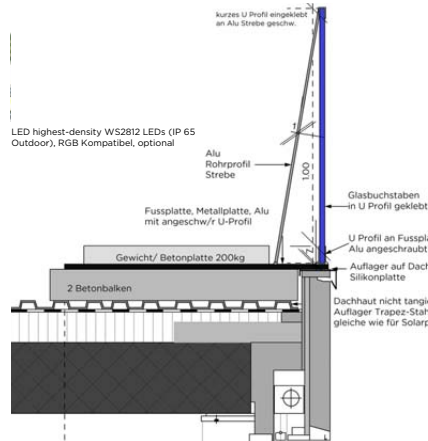 kurzes U Profil eingeklebt
an Alu Strebe geschw.
LED highest-density WS2812 LEDs (IP 65
Outdoor), RGB Kompatibel, optional
Alu
Rohrprofil
Strebe
1.00
Glasbuchstaben
in U Profil geklebt
Fussplatte, Metallplatte, Alu
mit angeschw/r U-Profil
U Profil an Fussp
Alu angeschraubt
Gewicht/ Betonplatte 200kg
Auflager auf Dach
Silikonplatte
2 Betonbalken
Dachhaut nicht tangie
Auflager Trapez-Stah
gleiche wie für Solarp